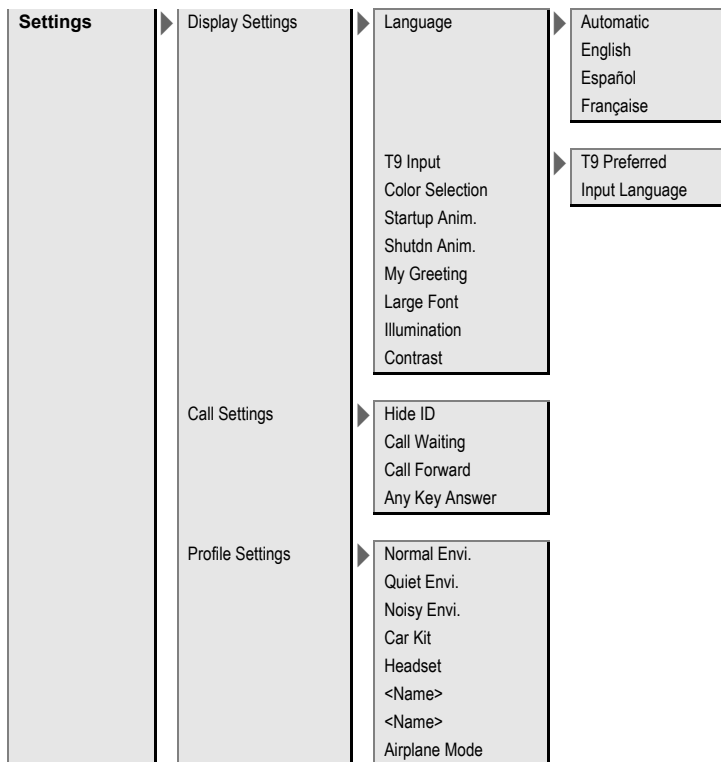 Settings
Display Settings
Language
Automatic
English
Español
Française
T9 Input
T9 Preferred
Input Language
Color Selection
Startup Anim.
Shutdn Anim.
My Greeting
Large Font
Illumination
Contrast
Call Settings
Hide ID
Call Waiting
Call Forward
Any Key Answer
Profile Settings
Normal Envi.
Quiet Envi.
Noisy Envi.
Car Kit
Headset
<Name>
<Name>
Airplane Mode